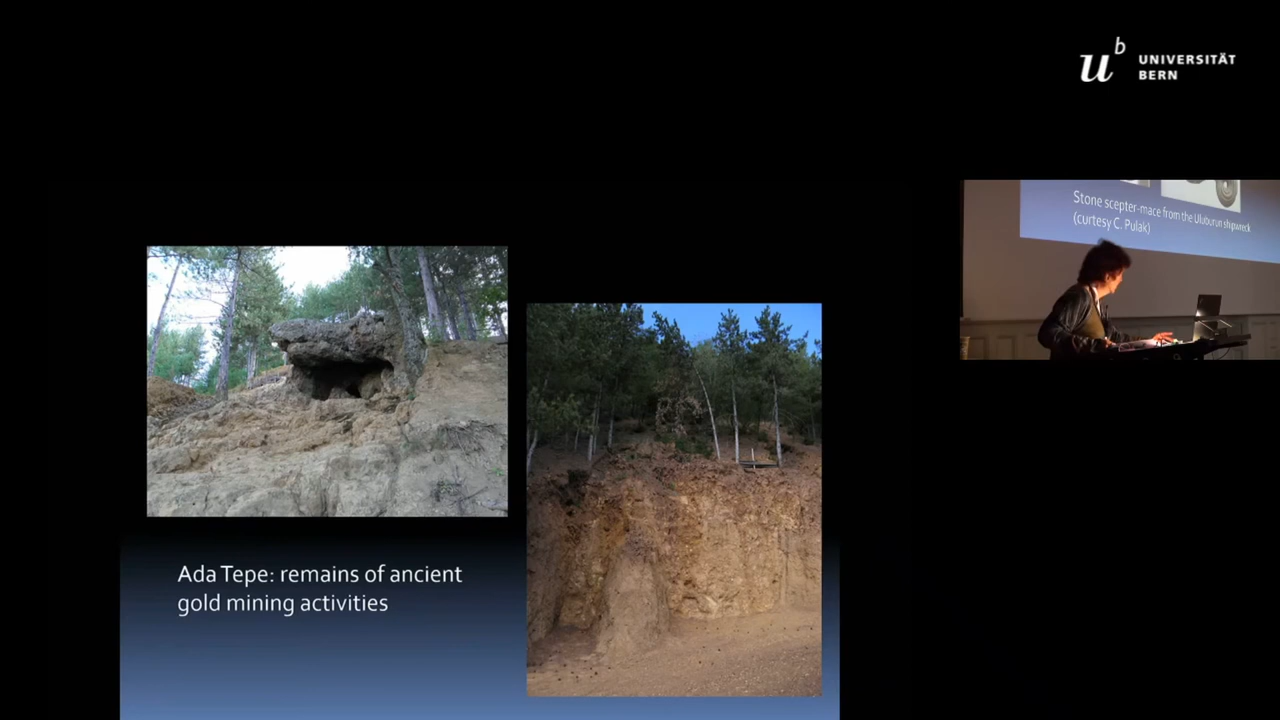 u^b UNIVERSITÄT
BERN
Stone scepter-mace from the Uluburun shipwreck
(curtesy C. Pulak)
Ada Tepe: remains of ancient
gold mining activities